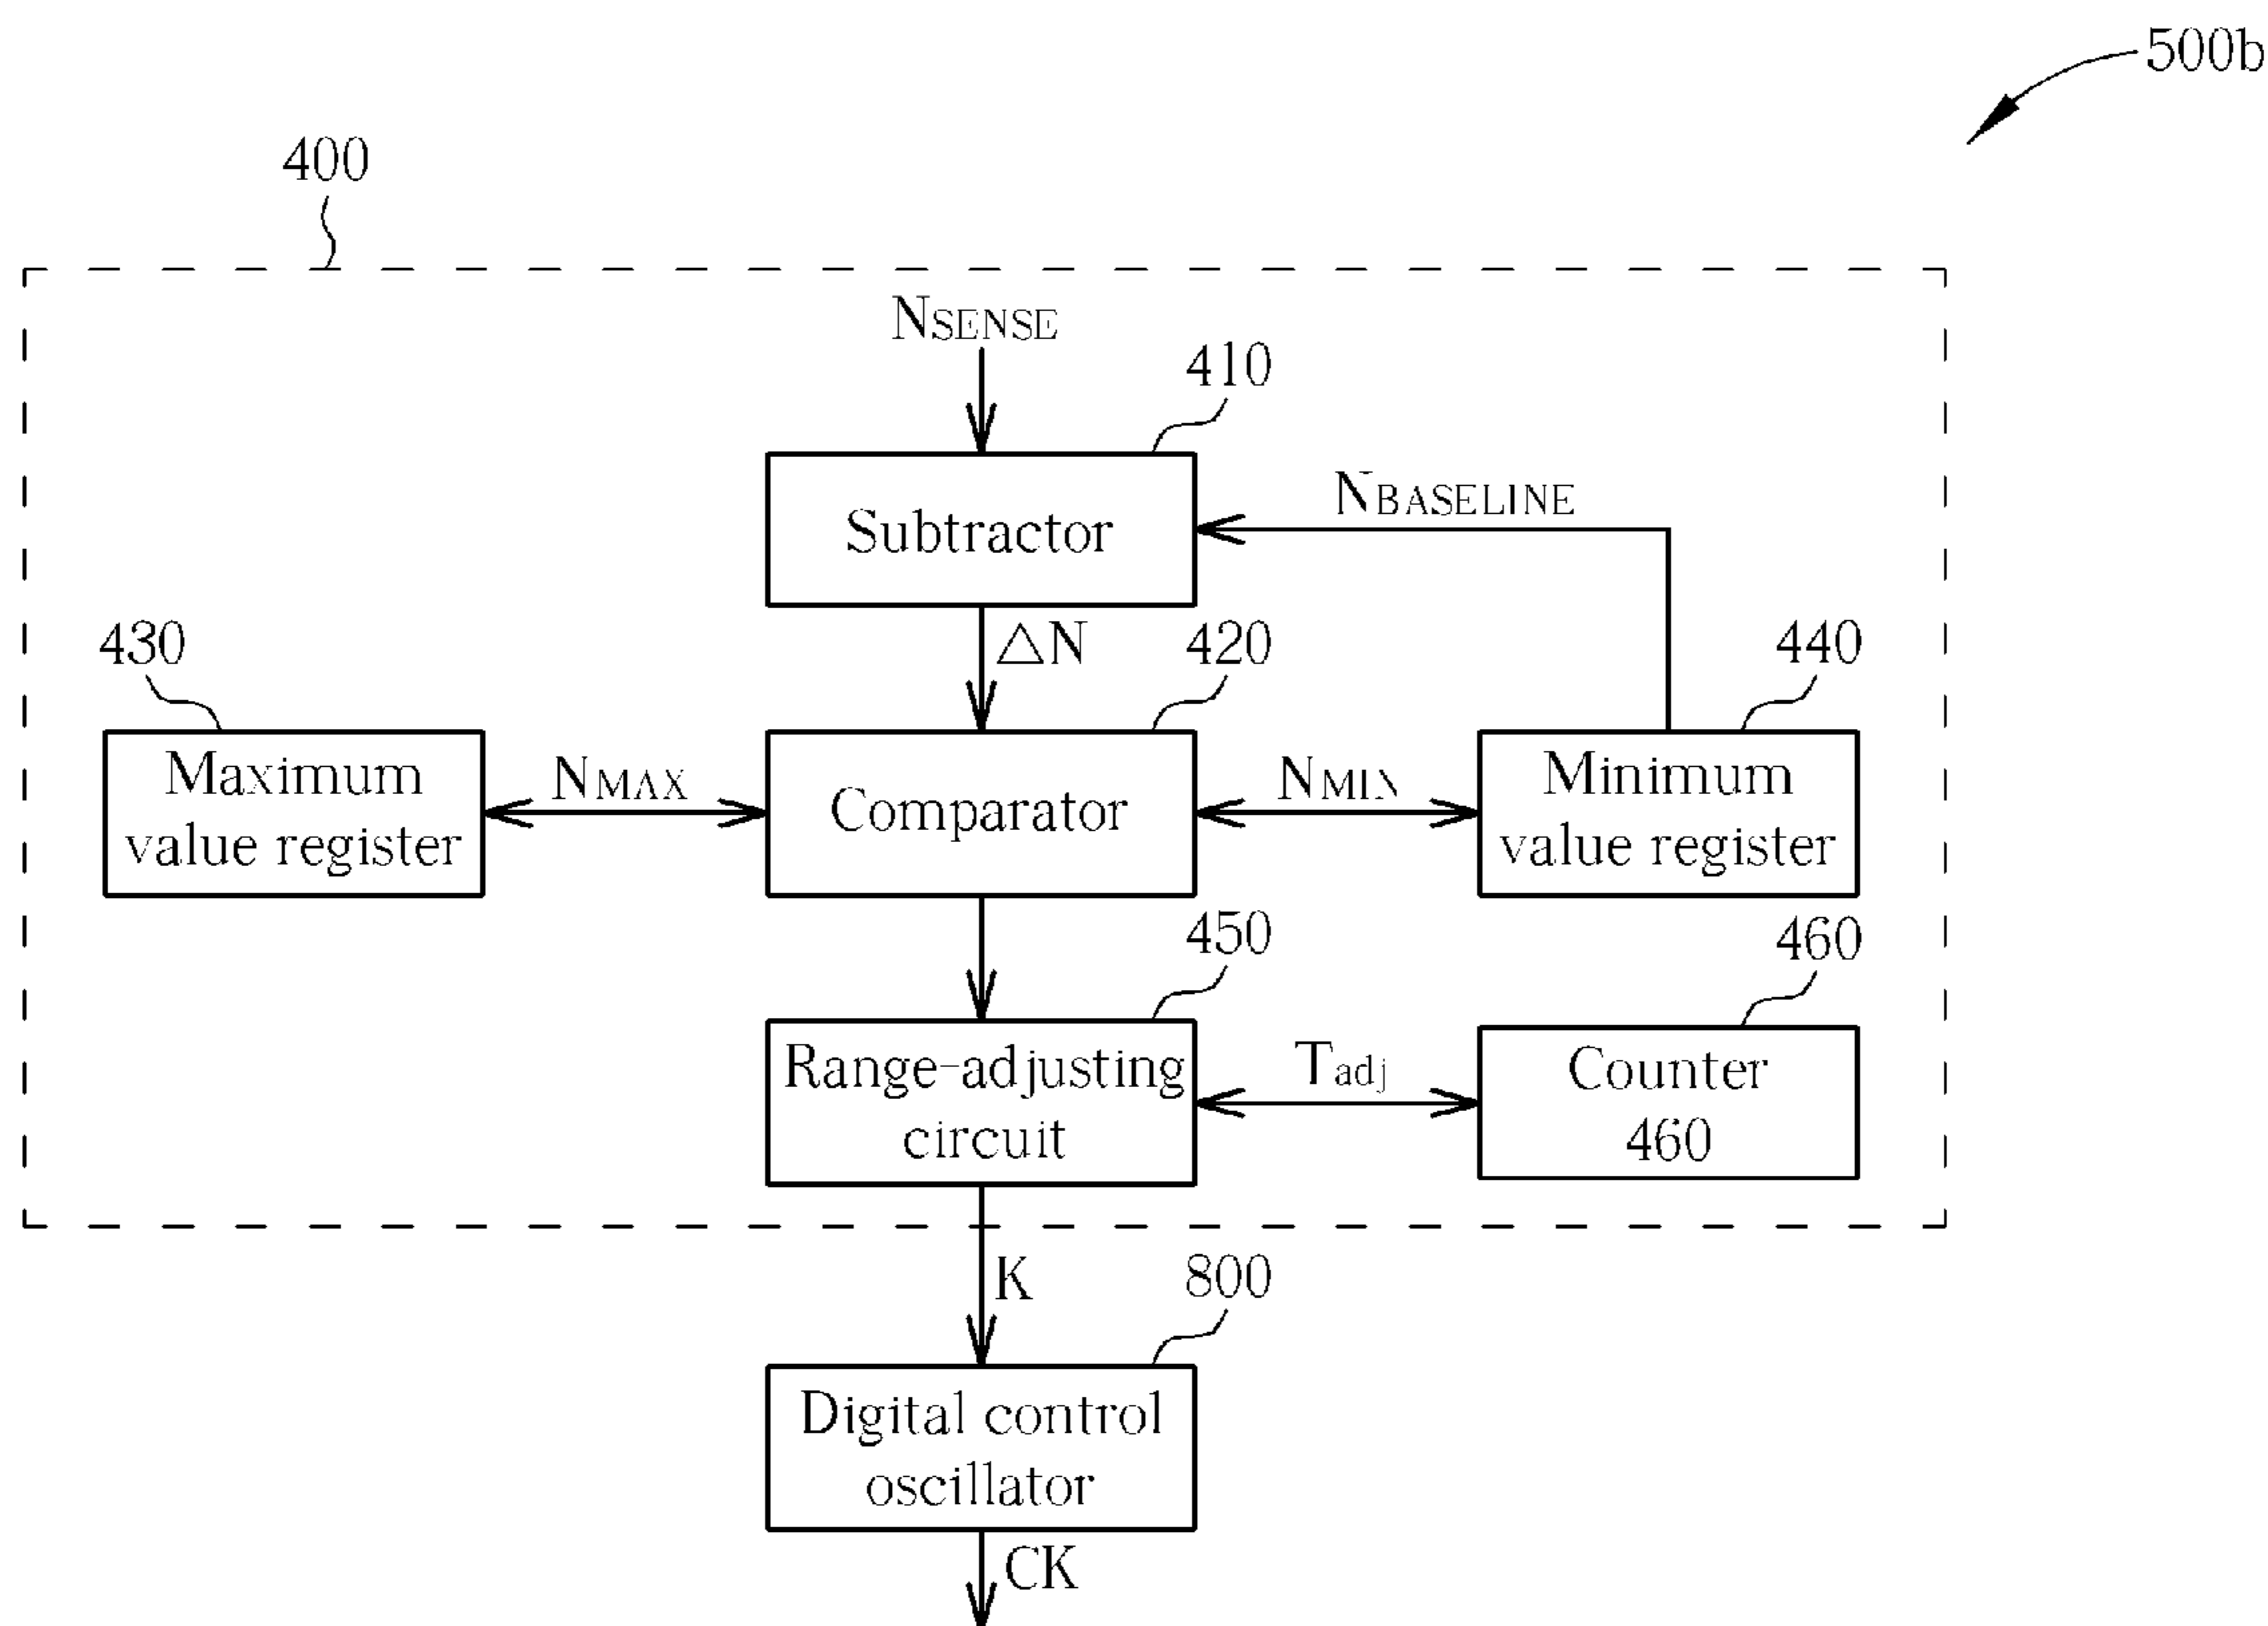 500b
400
NSENSE
410
Subtractor
NBASELINE
430
△N
420
440
Maximum
value register
NMAX
Comparator
NMIN
Minimum
value register
450
460
Range-adjusting
circuit
Tadj
Counter
460
K
800
Digital control
oscillator
CK